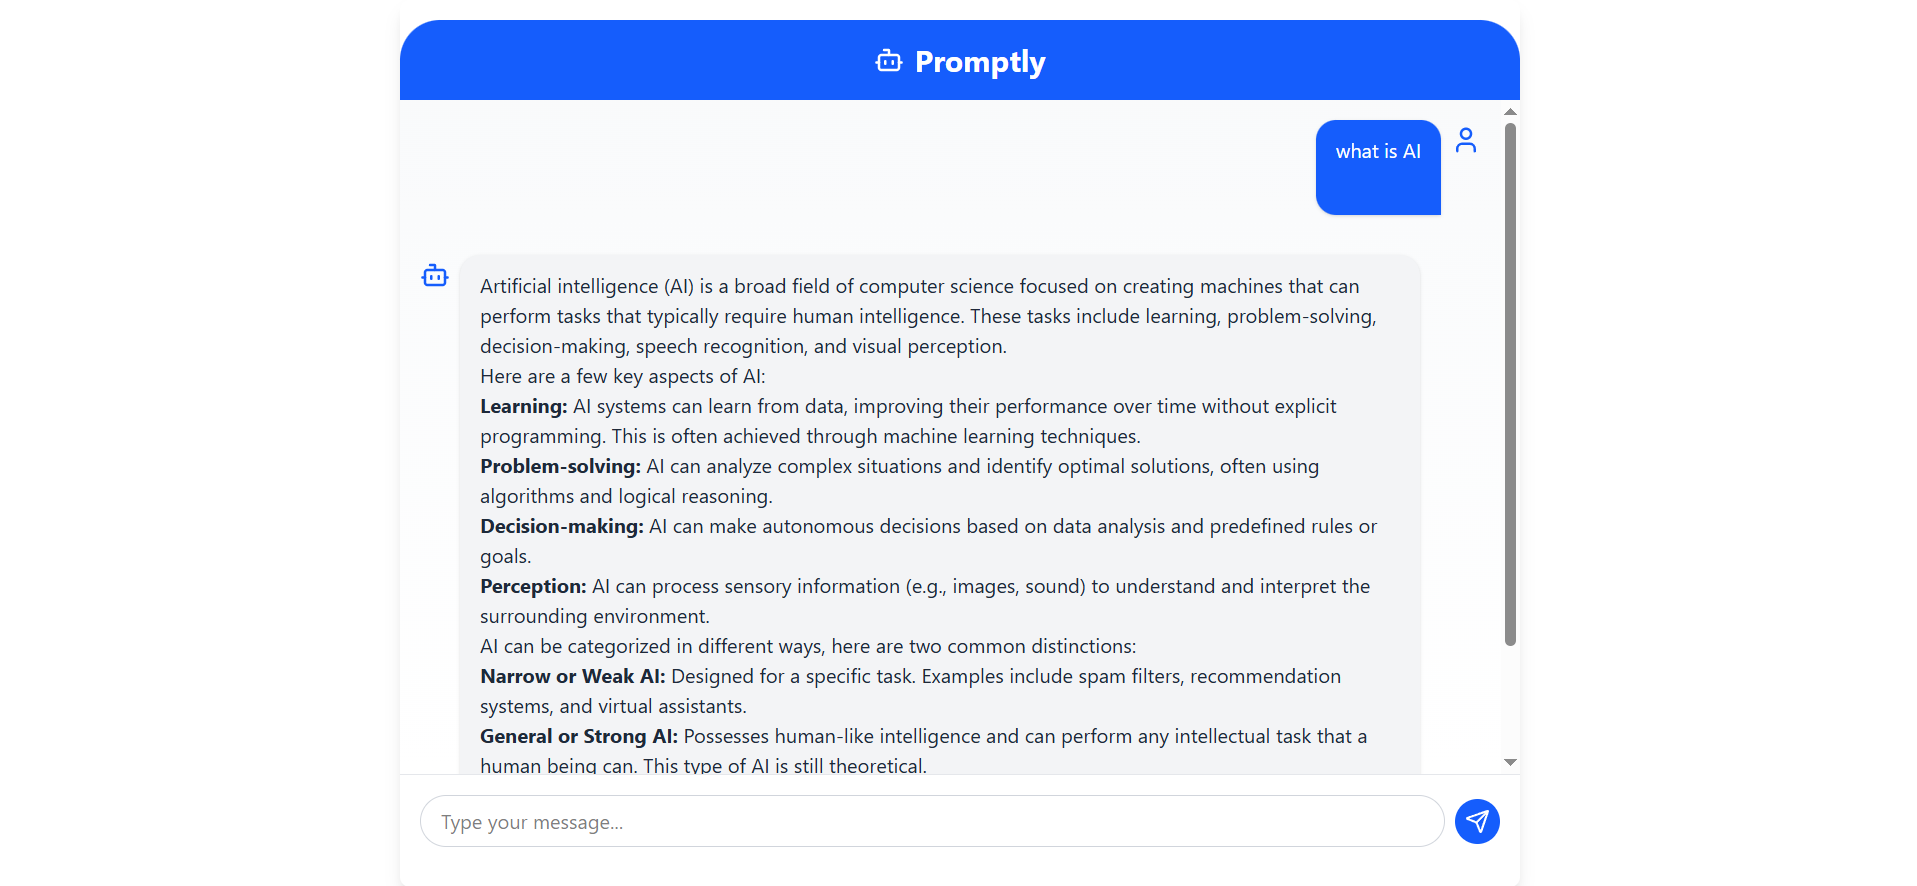 Promptly
what is AI
Artificial intelligence (AI) is a broad field of computer science focused on creating machines that can
perform tasks that typically require human intelligence. These tasks include learning, problem-solving,
decision-making, speech recognition, and visual perception.
Here are a few key aspects of AI:
Learning: AI systems can learn from data, improving their performance over time without explicit
programming. This is often achieved through machine learning techniques.
Problem-solving: AI can analyze complex situations and identify optimal solutions, often using
algorithms and logical reasoning.
Decision-making: AI can make autonomous decisions based on data analysis and predefined rules or
goals.
Perception: AI can process sensory information (e.g., images, sound) to understand and interpret the
surrounding environment.
AI can be categorized in different ways, here are two common distinctions:
Narrow or Weak AI: Designed for a specific task. Examples include spam filters, recommendation
systems, and virtual assistants.
General or Strong AI: Possesses human-like intelligence and can perform any intellectual task that a
human being can. This type of AI is still theoretical.
Type your message...